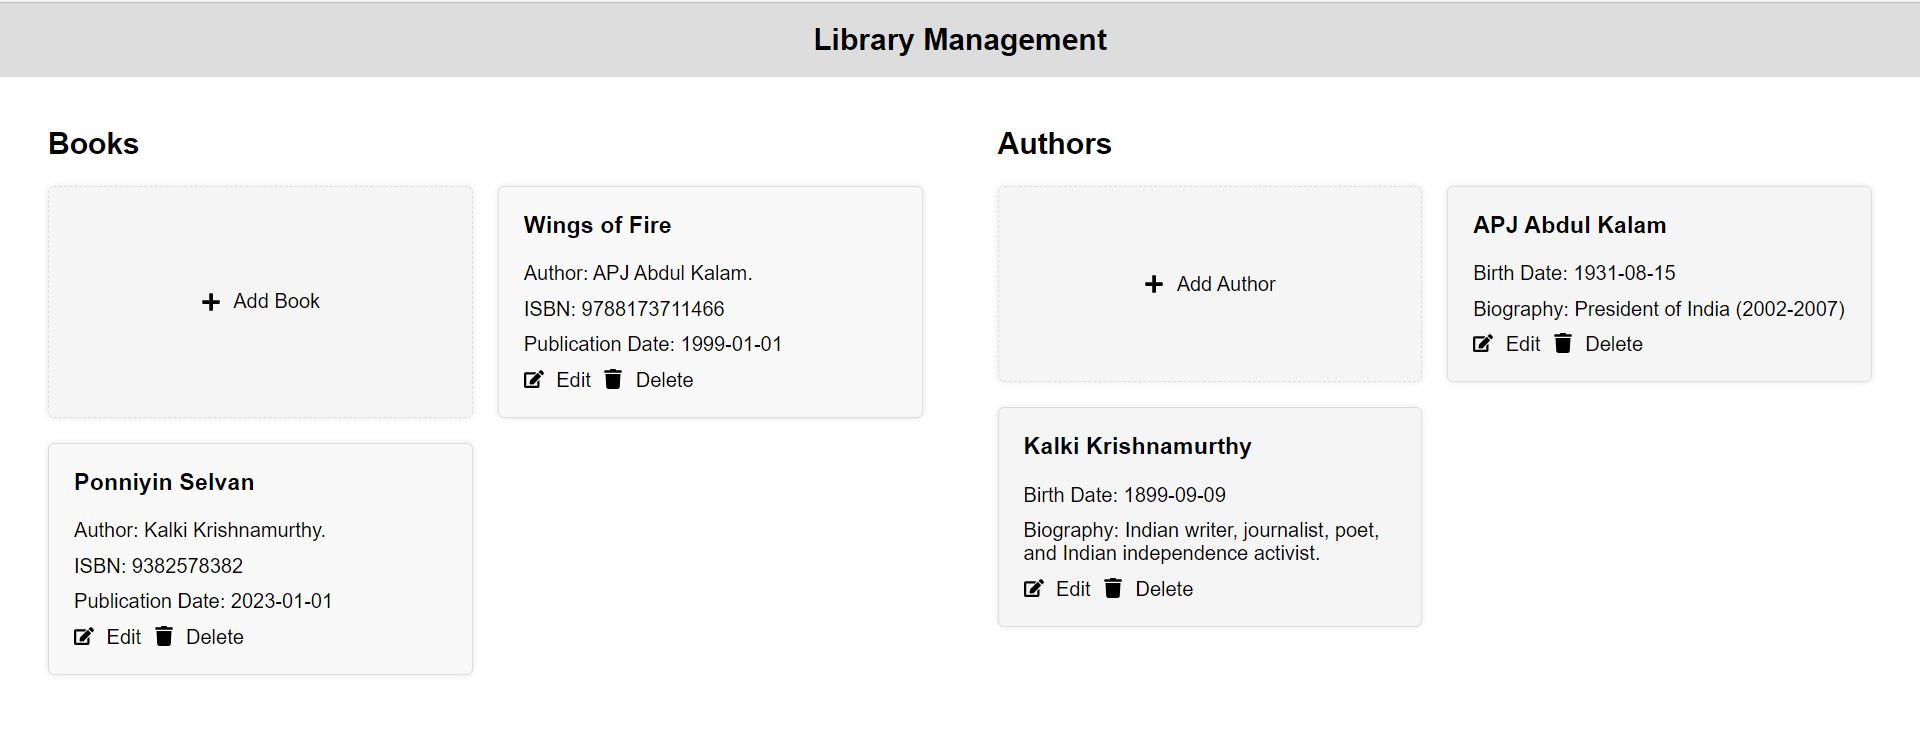 Library Management
Books
Add Book
Wings of Fire
Author: APJ Abdul Kalam.
ISBN: 9788173711466
Publication Date: 1999-01-01
Edit Delete
Ponniyin Selvan
Author: Kalki Krishnamurthy.
ISBN: 9382578382
Publication Date: 2023-01-01
Edit Delete
Authors
Add Author
APJ Abdul Kalam
Birth Date: 1931-08-15
Biography: President of India (2002-2007)
Edit Delete
Kalki Krishnamurthy
Birth Date: 1899-09-09
Biography: Indian writer, journalist, poet,
and Indian independence activist.
Edit Delete